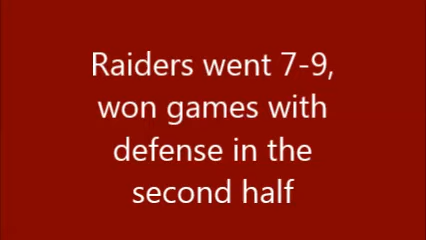 Raiders went 7-9,
won games with
defense in the
second half